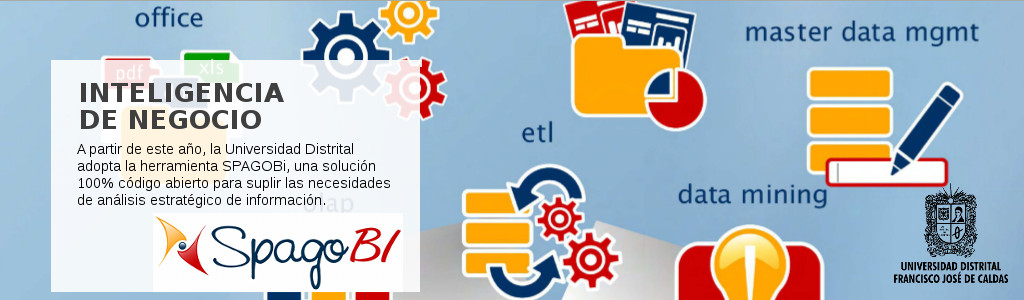 office
master data mgmt
pdf
xls
INTELIGENCIA
DE NEGOCIO
etl
A partir de este año, la Universidad Distrital
adopta la herramienta SPAGOBi, una solución
100% código abierto para suplir las necesidades
de análisis estratégico de información.
olap
data mining
SpagoBI
UNIVERSIDAD DISTRITAL
FRANCISCO JOSÉ DE CALDAS